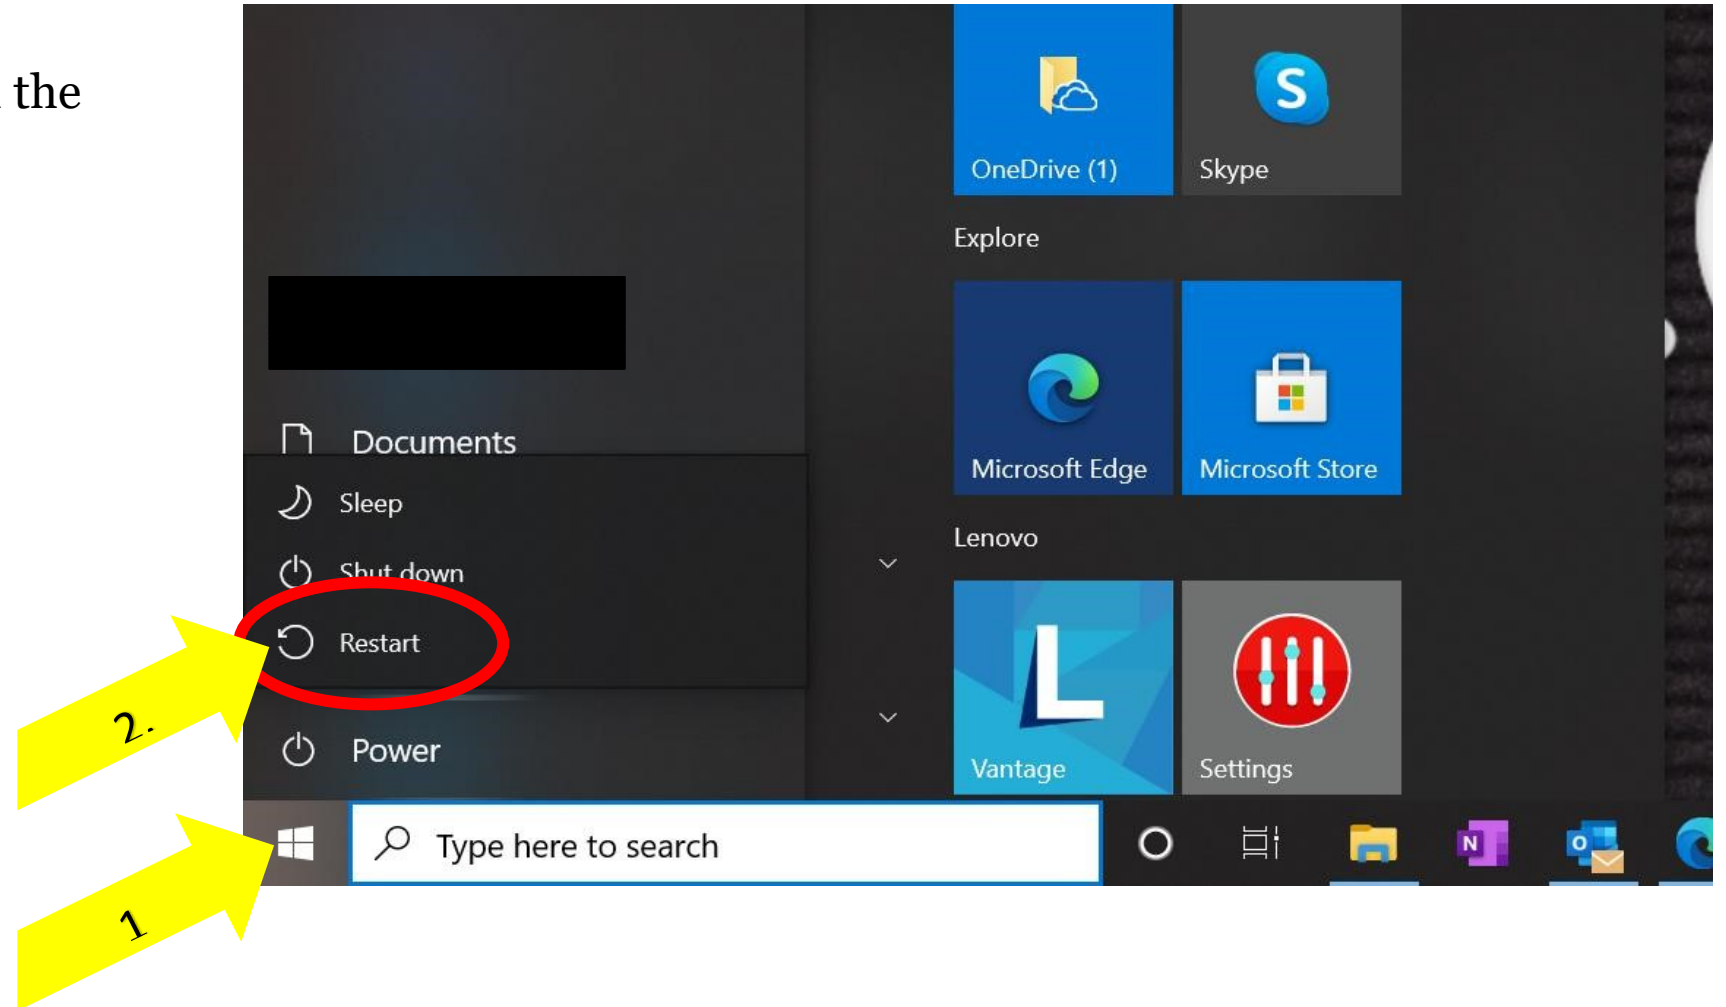 the
OneDrive (1)
Skype
Explore
Documents
Microsoft Edge
Microsoft Store
Sleep
Lenovo
Shut down
Restart
2.
Power
Vantage
Settings
Type here to search
1